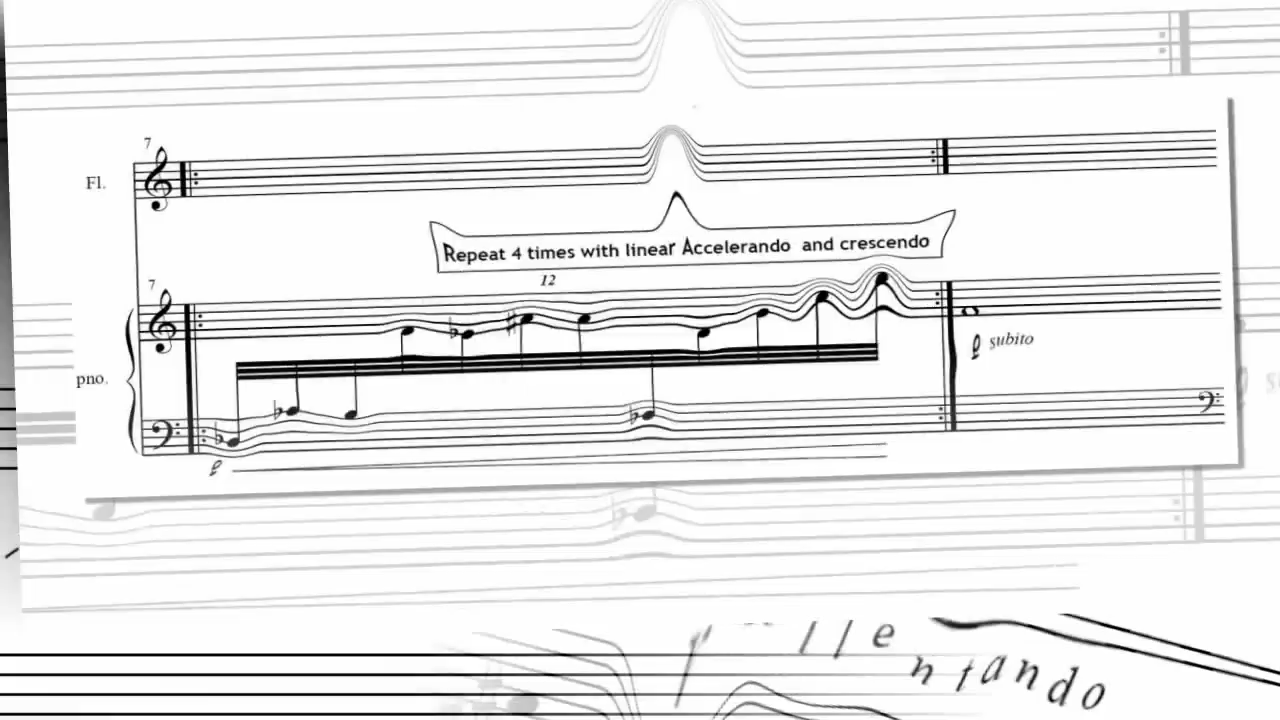 7
Fl.
Repeat 4 times with linear Accelerando and crescendo
12
7
p subito
pno.
p